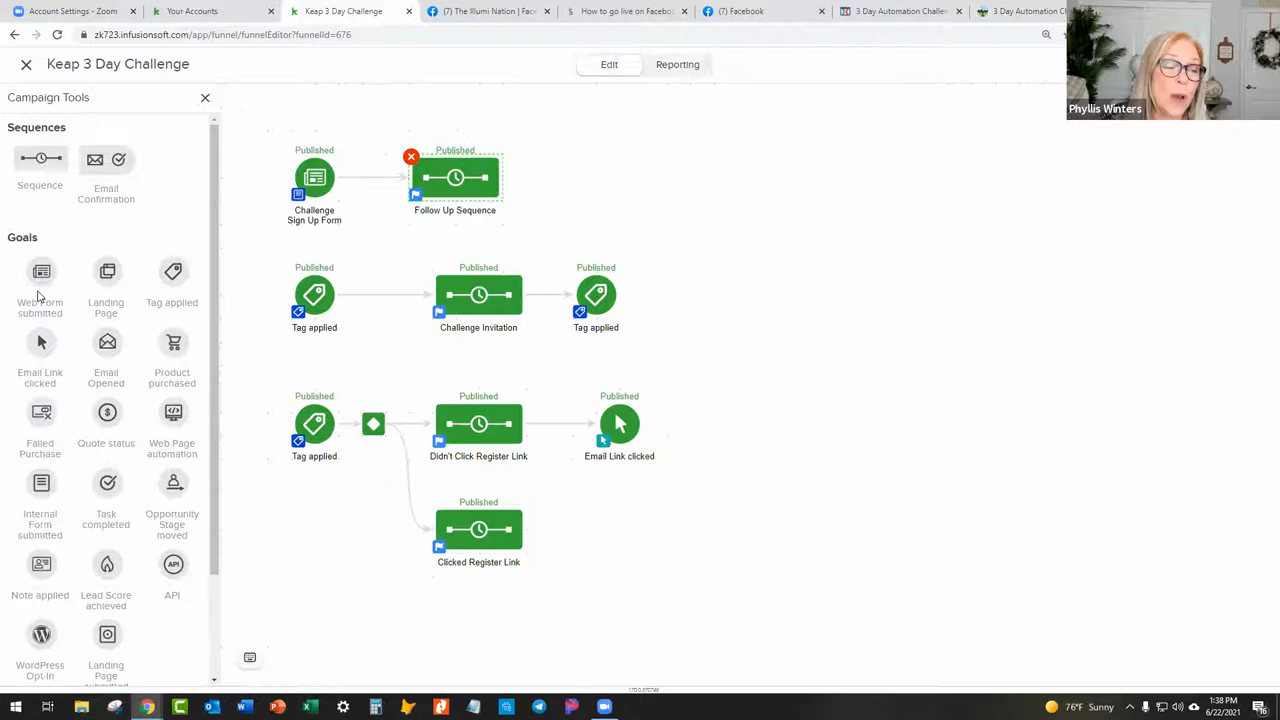 Account Settings - Zoom
Your Accounts
Keap 3 Day Challenge
(7) The Illumi Nation | Face
How to go live on Facebook
(7) Facebook
3 Day Automation Challen
3 Day Automation Ch
zk723.infusionsoft.com/app/funnel/funnelEditor?funnelId=676
Keap 3 Day Challenge
Edit
Reporting
Phyllis Winters
Campaign Tools
Sequences
Sequence
Email
Confirmation
Goals
Web form
submitted
Landing
Page
Tag applied
Email Link
clicked
Email
Opened
Product
purchased
Failed
Purchase
Quote status
Web Page
automation
Internal
Form
submitted
Task
completed
Opportunity
Stage
moved
Note applied
Lead Score
achieved
API
API
WordPress
Opt-In
Landing
Page
submitted
Published
Challenge
Sign Up Form
Published
Follow Up Sequence
Published
Tag applied
Published
Challenge Invitation
Published
Tag applied
Published
Tag applied
Published
Didn't Click Register Link
Published
Email Link clicked
Published
Clicked Register Link
76°F Sunny
1:38 PM
6/22/2021